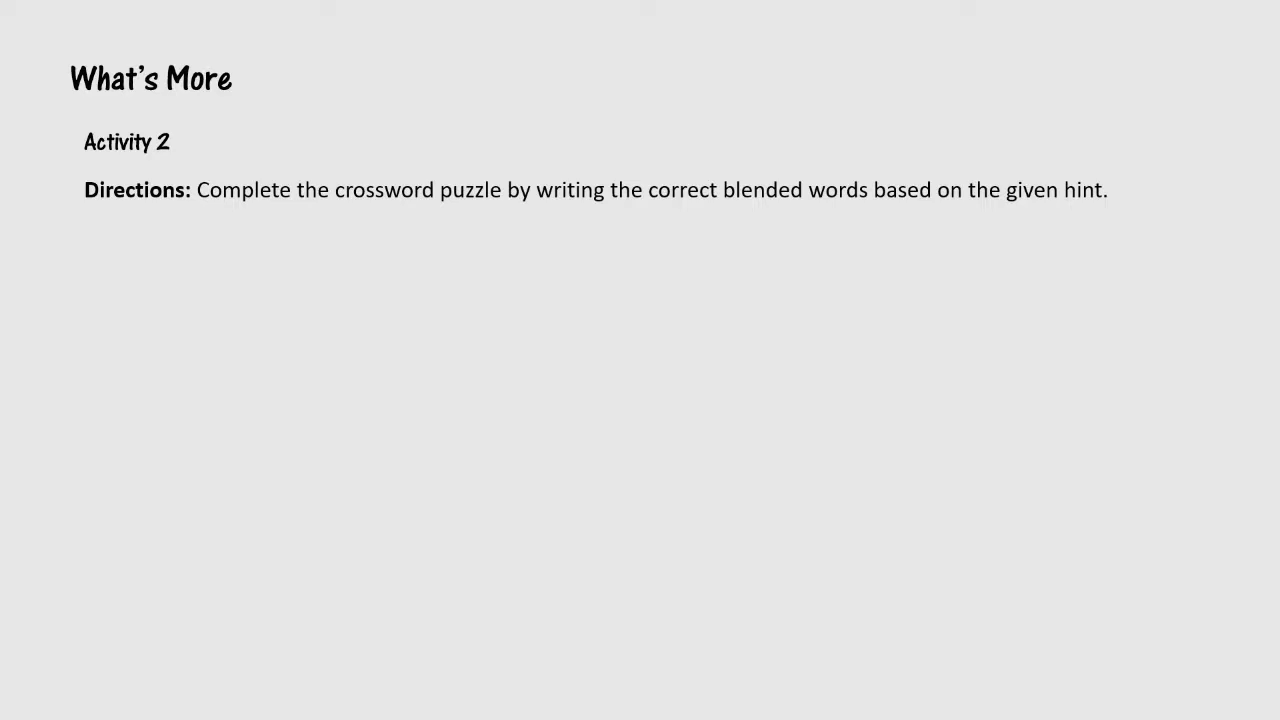 What's More
Activity 2
Directions: Complete the crossword puzzle by writing the correct blended words based on the given hint.